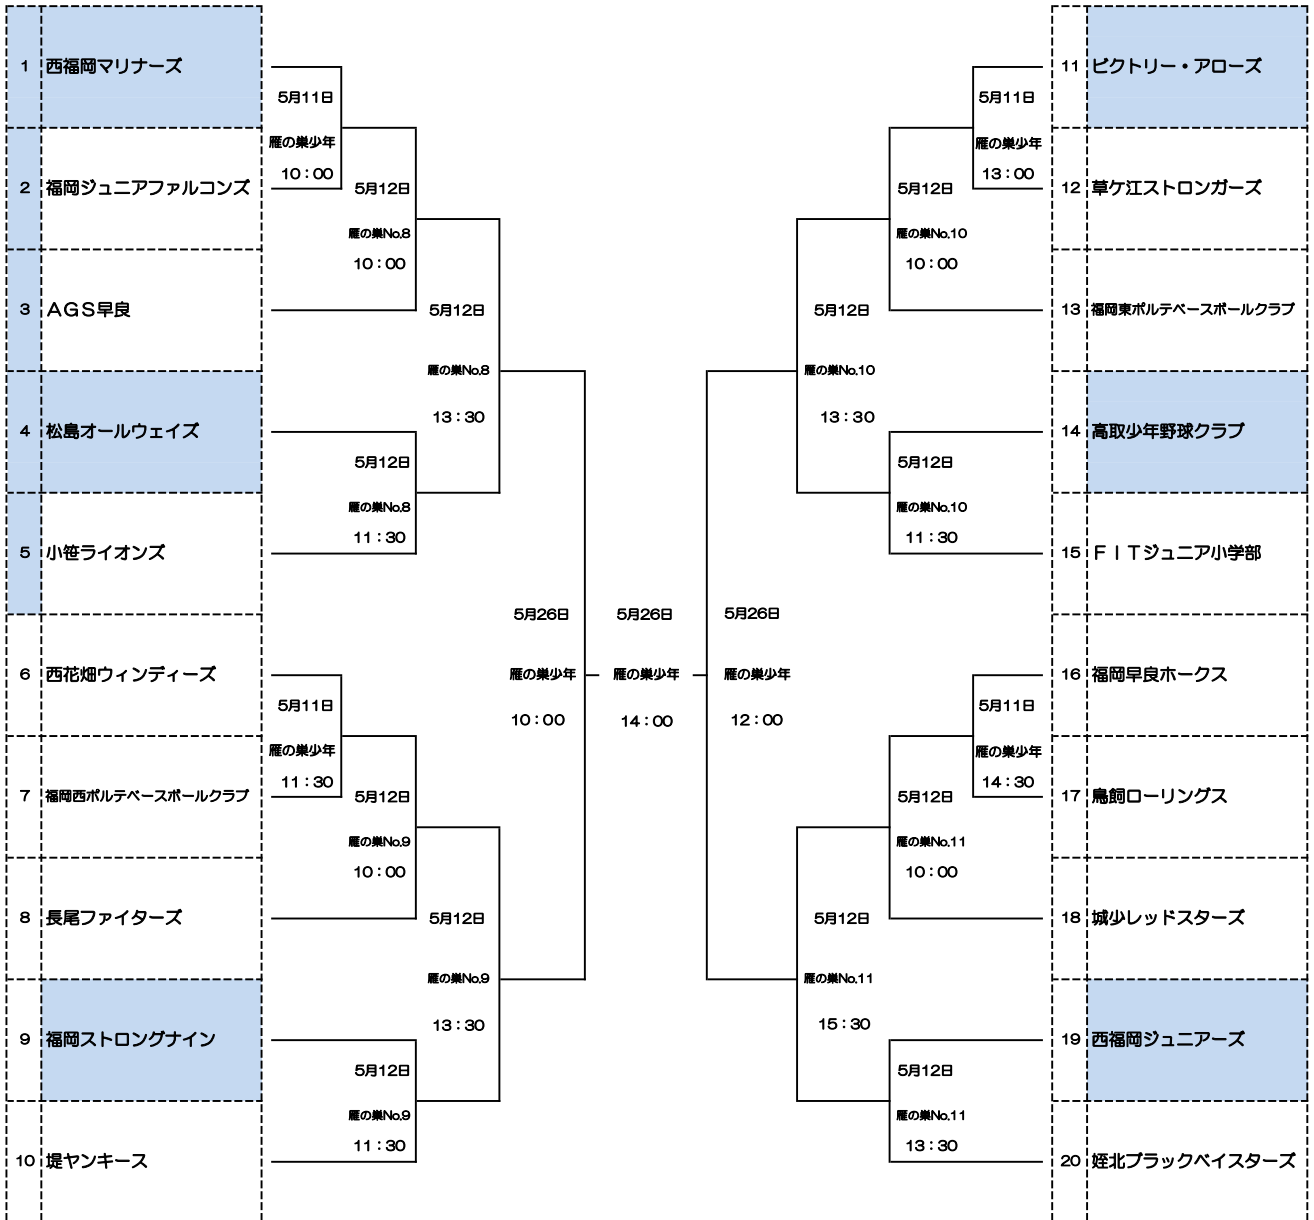 1 西福岡マリナーズ
2 福岡ジュニアファルコンズ
3 ＡＧＳ早良
4 松島オールウェイズ
5 小笹ライオンズ
6 西花畑ウィンディーズ
7 福岡西ポルテベースボールクラブ
8 長尾ファイターズ
9 福岡ストロングナイン
10 堤ヤンキース
5月11日
雁の巣少年
10：00
5月11日
雁の巣少年
11：30
5月12日
雁の巣No.8
10：00
5月12日
雁の巣No.8
11：30
5月12日
雁の巣No.9
10：00
5月12日
雁の巣No.9
11：30
5月12日
雁の巣No.8
13：30
5月12日
雁の巣No.9
13：30
5月26日
雁の巣少年
10：00
5月26日
雁の巣少年
14：00
5月26日
雁の巣少年
12：00
5月12日
雁の巣No.10
13：30
5月12日
雁の巣No.11
15：30
5月12日
雁の巣No.10
10：00
5月12日
雁の巣No.10
11：30
5月12日
雁の巣No.11
10：00
5月12日
雁の巣No.11
13：30
5月11日
雁の巣少年
13：00
5月11日
雁の巣少年
14：30
11 ビクトリー・アローズ
12 草ケ江ストロンガーズ
13 福岡東ポルテベースボールクラブ
14 高取少年野球クラブ
15 ＦＩＴジュニア小学部
16 福岡早良ホークス
17 鳥飼ローリングス
18 城少レッドスターズ
19 西福岡ジュニアーズ
20 姪北ブラックベイスターズ